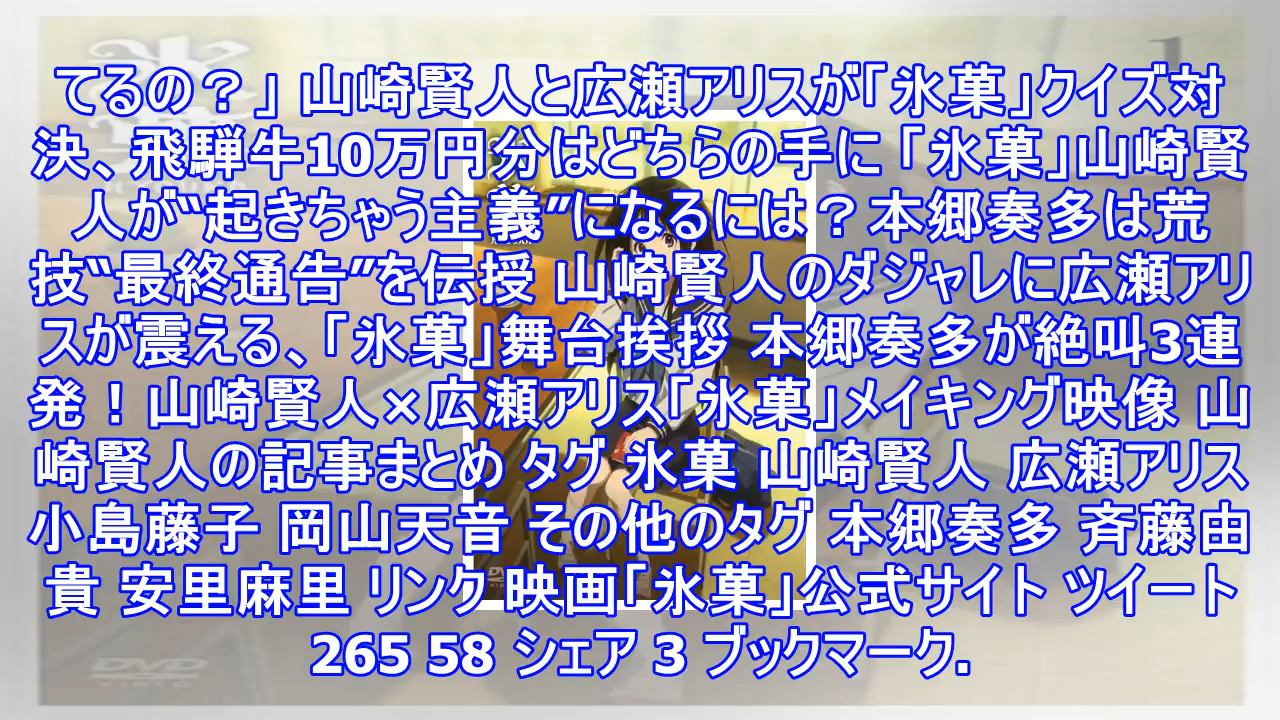 てるの？」 山崎賢人と広瀬アリスが「氷菓」クイズ対
決、飛騨牛10万円分はどちらの手に 「氷菓」山崎賢
人が“起きちゃう主義”になるには？本郷奏多は荒
技“最終通告”を伝授 山崎賢人のダジャレに広瀬アリ
スが震える、「氷菓」舞台挨拶 本郷奏多が絶叫3連
発！山崎賢人×広瀬アリス「氷菓」メイキング映像 山
崎賢人の記事まとめ タグ 氷菓 山崎賢人 広瀬アリス
小島藤子 岡山天音 その他のタグ 本郷奏多 斉藤由
貴 安里麻里 リンク 映画「氷菓」公式サイト ツイート
265 58 シェア 3 ブックマーク.
DVD
VIDEO